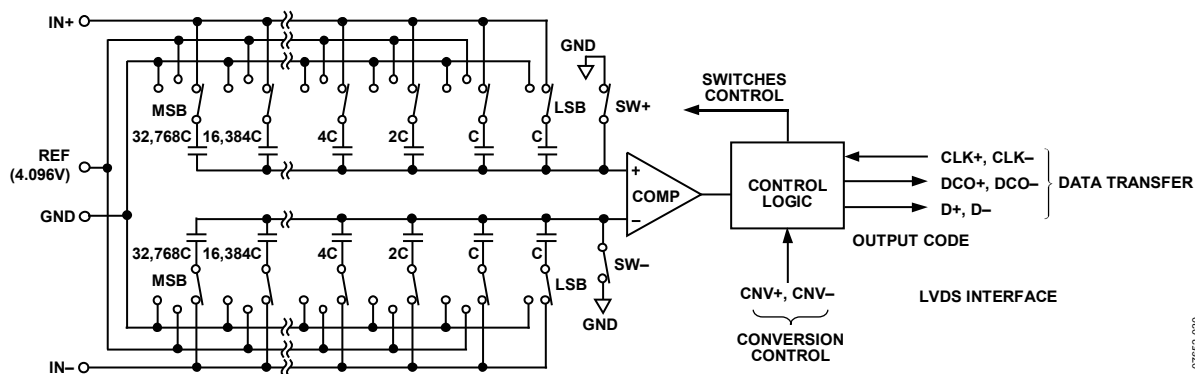 IN+
GND
SWITCHES
CONTROL
MSB
LSB
SW+
32,768C 16,384C 4C 2C C C
REF
(4.096V)
GND
+
COMP
–
CONTROL
LOGIC
CLK+, CLK–
DCO+, DCO–
D+, D–
DATA TRANSFER
OUTPUT CODE
32,768C 16,384C 4C 2C C C
MSB
LSB
SW–
GND
CNV+, CNV–
CONVERSION
CONTROL
LVDS INTERFACE
IN–